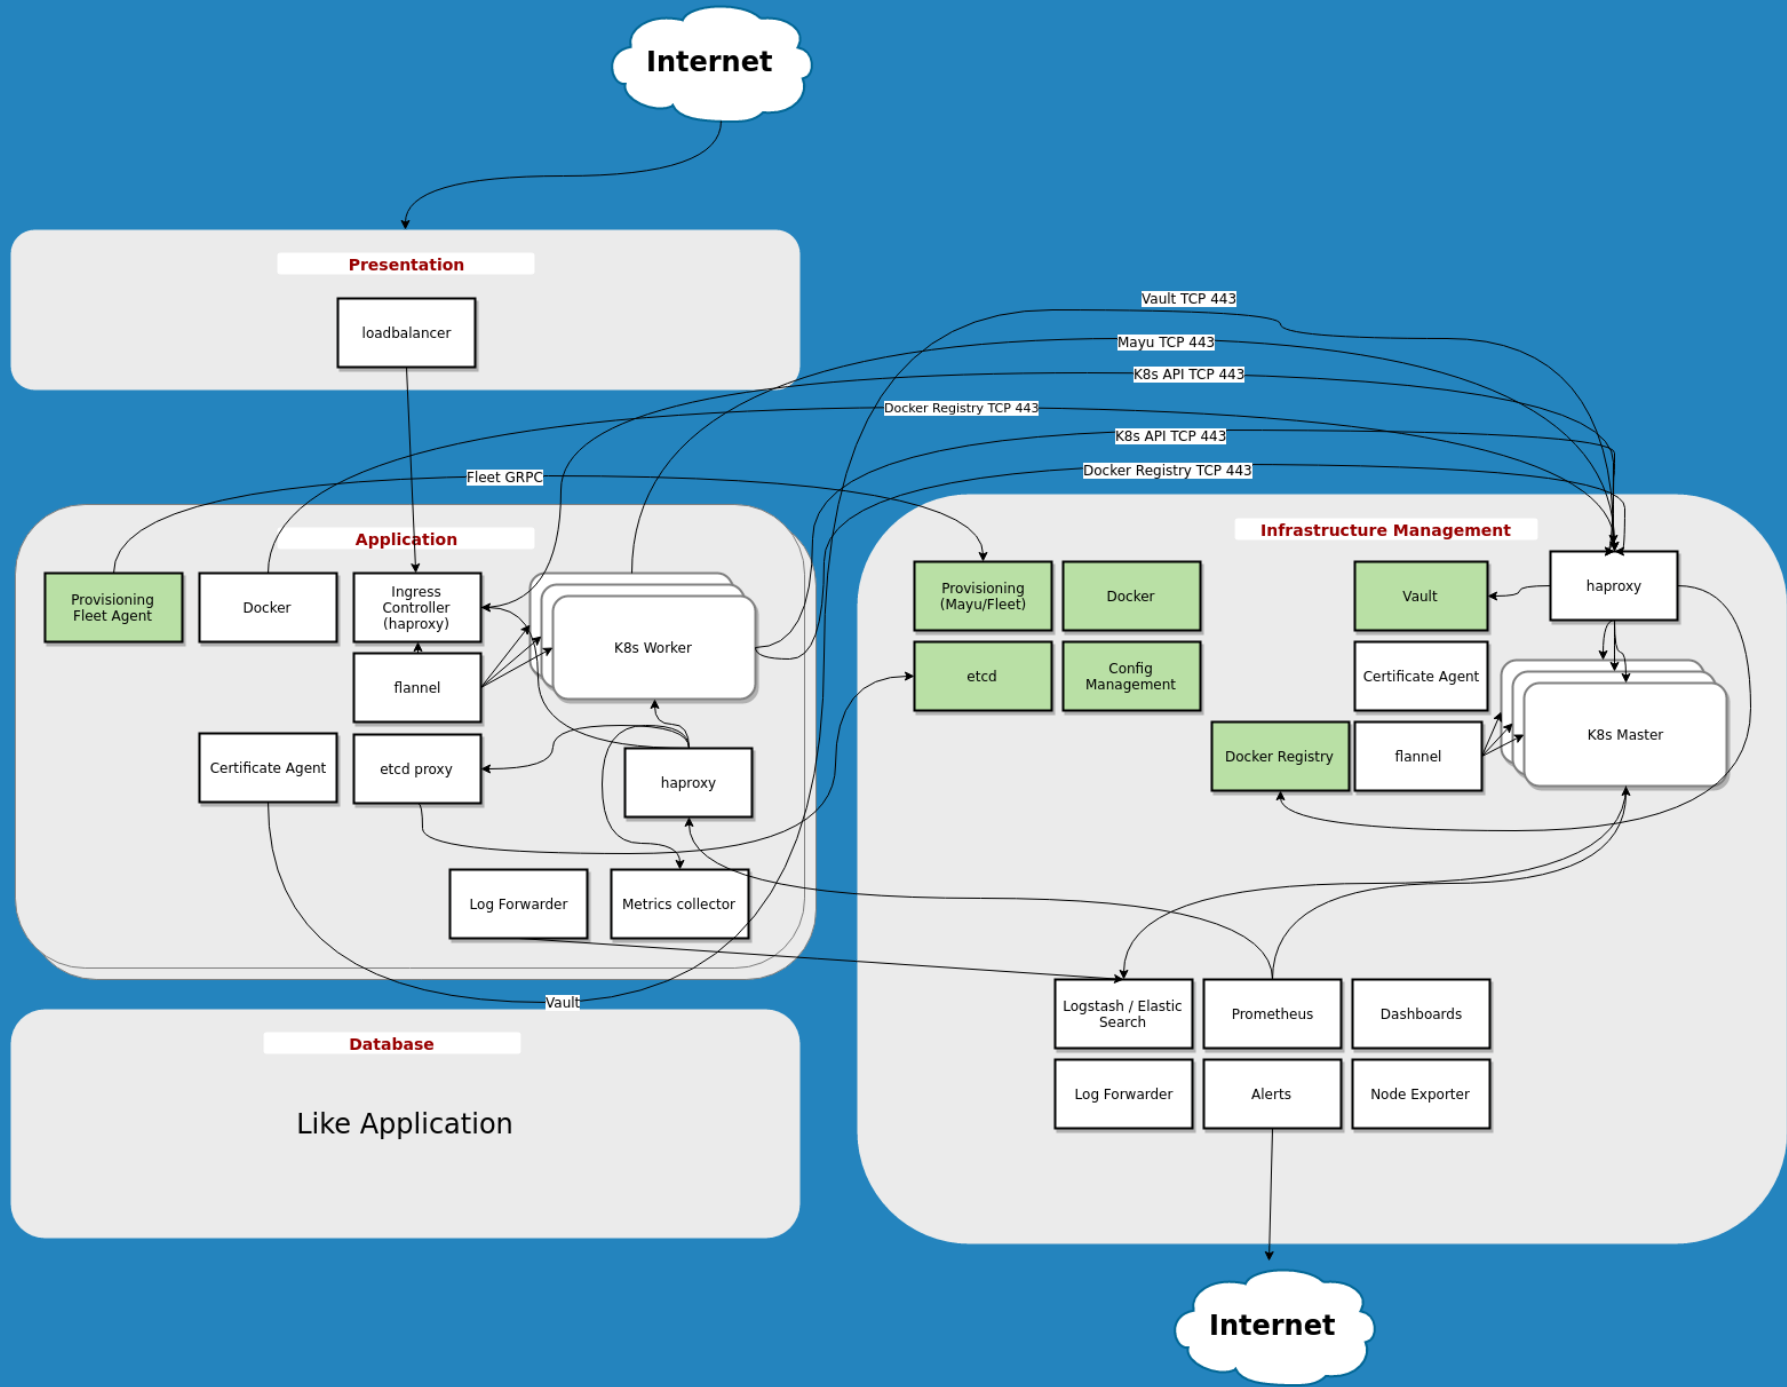 Internet
Presentation
loadbalancer
Vault TCP 443
Mayu TCP 443
K8s API TCP 443
Docker Registry TCP 443
K8s API TCP 443
Docker Registry TCP 443
Fleet GRPC
Application
Provisioning
Fleet Agent
Docker
Ingress
Controller
(haproxy)
K8s Worker
flannel
Certificate Agent
etcd proxy
haproxy
Log Forwarder
Metrics collector
Vault
Database
Like Application
Infrastructure Management
Provisioning
(Mayu/Fleet)
Docker
Vault
haproxy
etcd
Config
Management
Certificate Agent
Docker Registry
flannel
K8s Master
Logstash / Elastic
Search
Prometheus
Dashboards
Log Forwarder
Alerts
Node Exporter
Internet